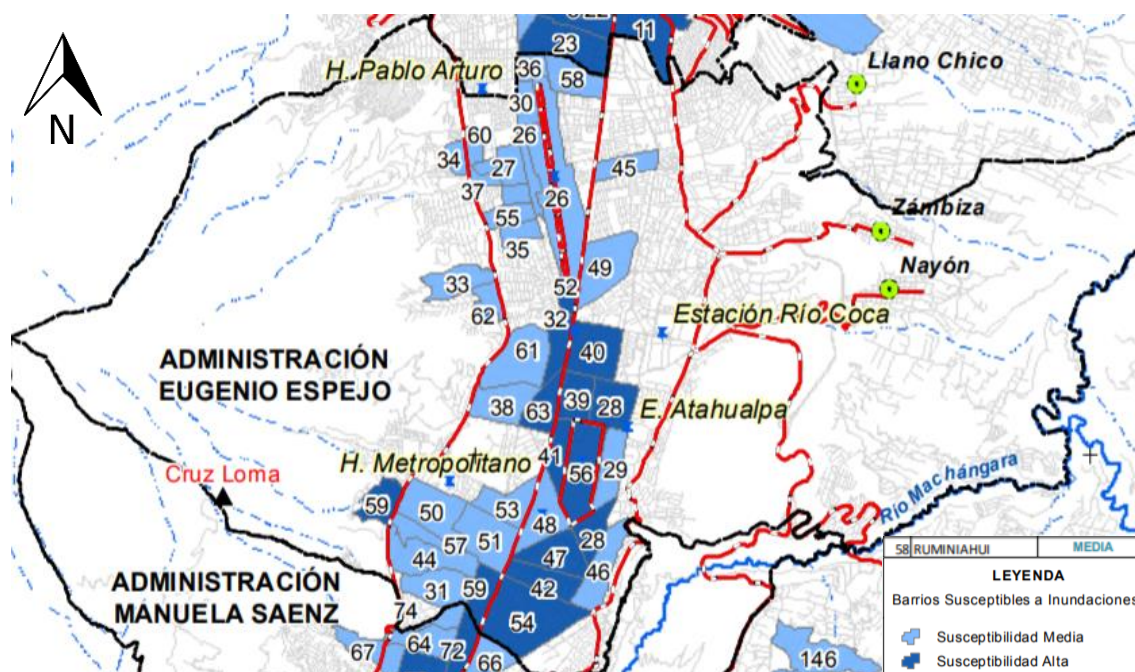 22
23
11
H. Pablo Arturo
36
58
Llano Chico
30
60
26
34
27
45
37
26
55
Zámbiza
35
49
Nayón
33
52
62
32
Estación Río Coca
61
40
ADMINISTRACIÓN
EUGENIO ESPEJO
39
28
38
63
E. Atahualpa
41
H. Metropolitano
56
29
Cruz Loma
59
50
53
48
Río Machángara
57
51
28
44
47
46
58 RUMINIAHUI MEDIA
LEYENDA
ADMINISTRACIÓN
MANUELA SAENZ
31
59
42
Barrios Susceptibles a Inundaciones
74
54
64
72
67
66
146
Susceptibilidad Media
Susceptibilidad Alta
N